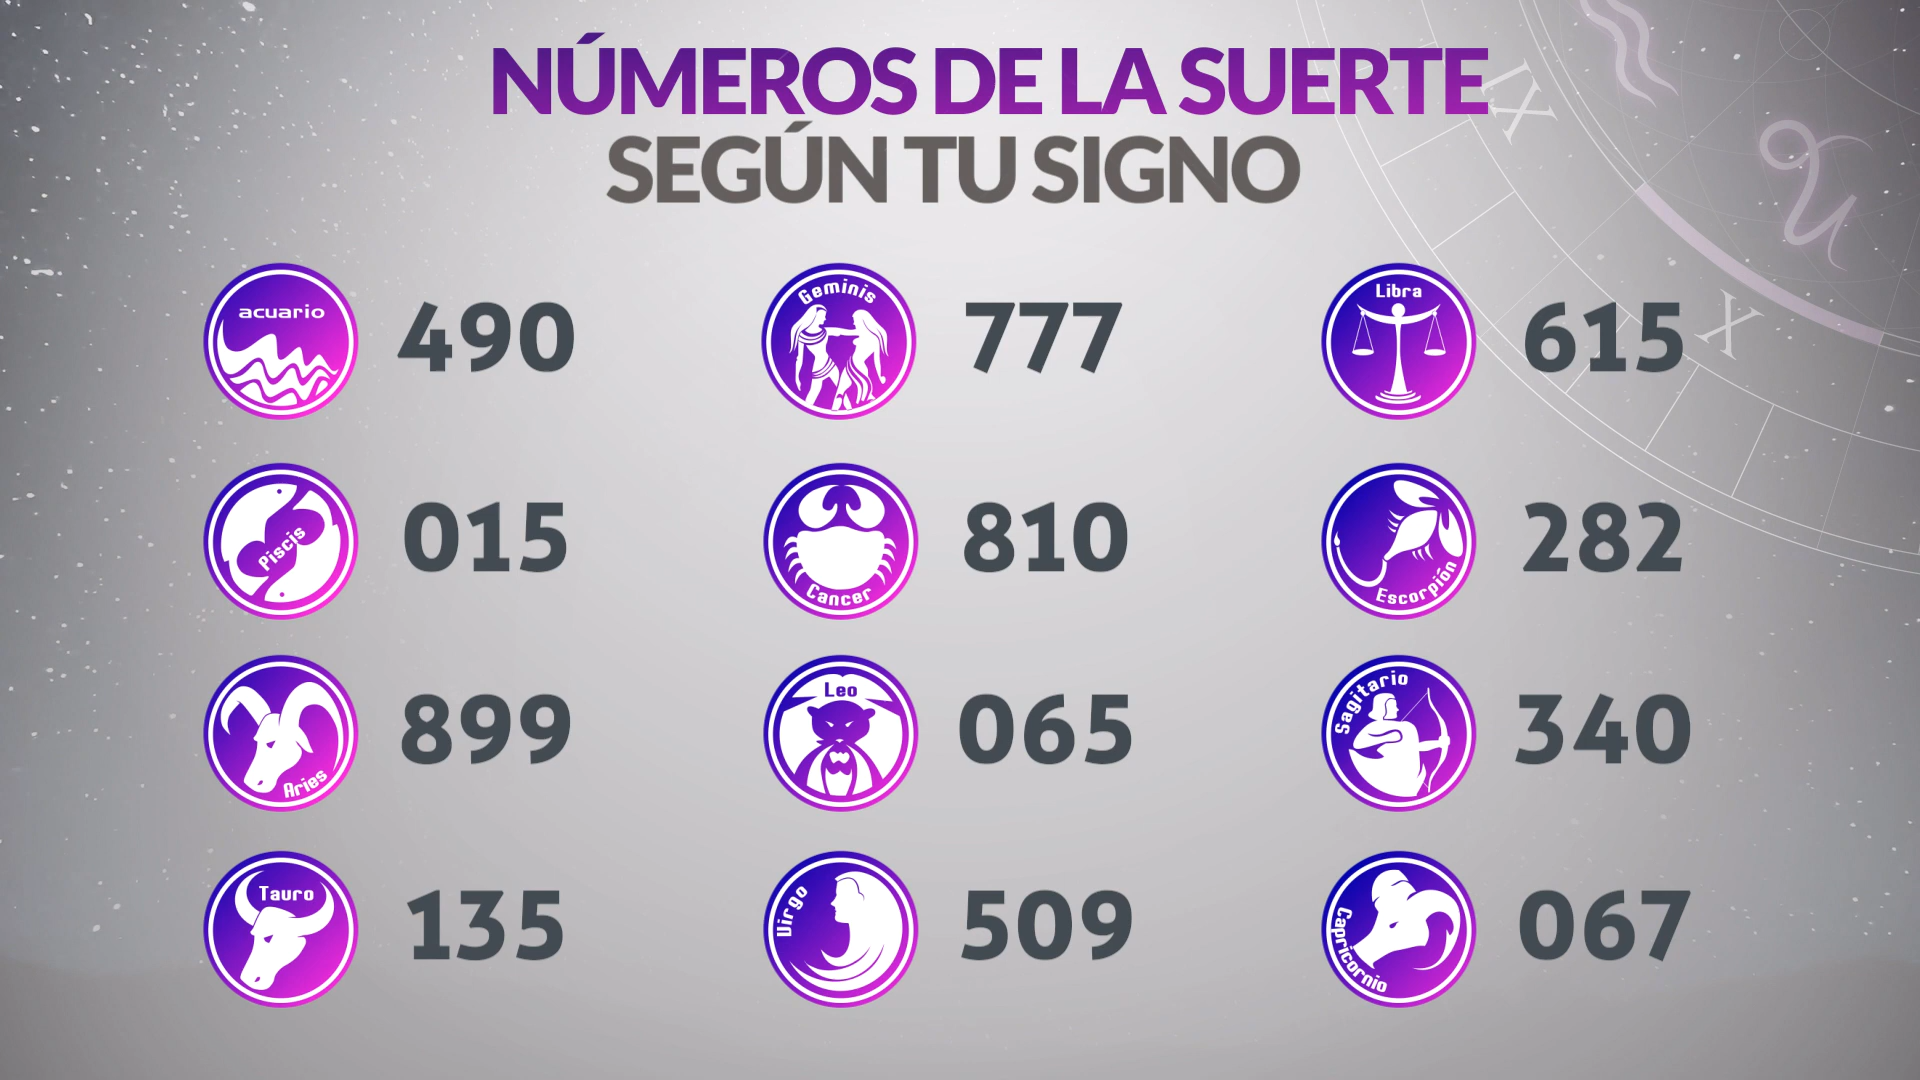 NÚMEROS DE LA SUERTE
SEGÚN TU SIGNO
acuario 490
Geminis 777
Libra 615
Piscis 015
Cancer 810
Escorpión 282
Aries 899
Leo 065
Sagitario 340
Tauro 135
Virgo 509
Capricornio 067